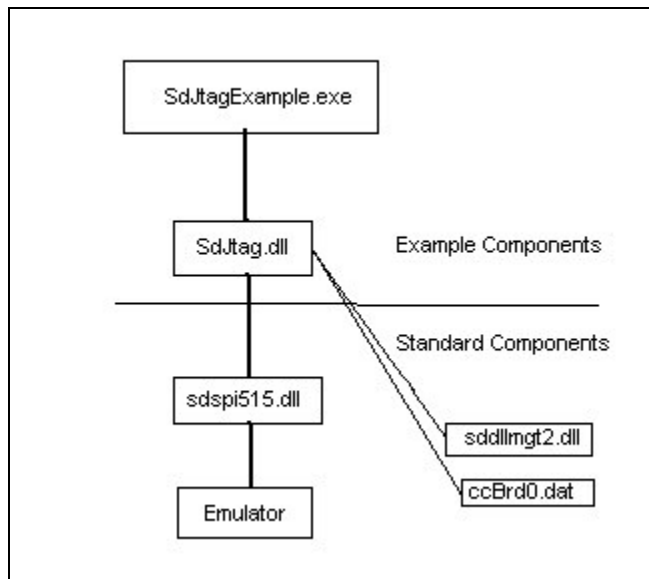 SdJtagExample.exe
SdJtag.dll
Example Components
Standard Components
sdspi515.dll
sddllmgt2.dll
ccBrd0.dat
Emulator